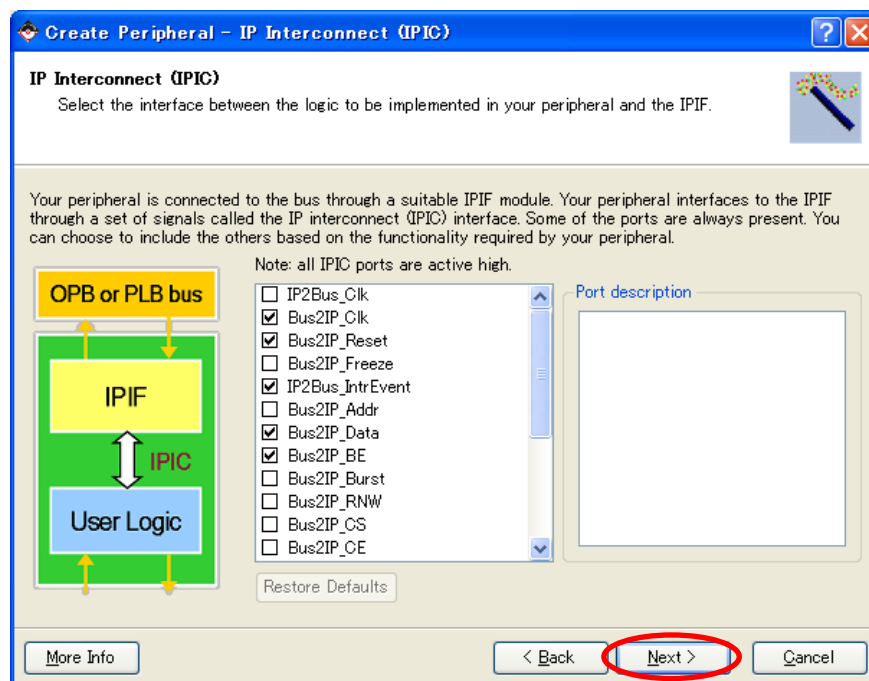 Create Peripheral - IP Interconnect (IPIC)
IP Interconnect (IPIC)
Select the interface between the logic to be implemented in your peripheral and the IPIF.
Your peripheral is connected to the bus through a suitable IPIF module. Your peripheral interfaces to the IPIF
through a set of signals called the IP interconnect (IPIC) interface. Some of the ports are always present. You
can choose to include the others based on the functionality required by your peripheral.
Note: all IPIC ports are active high.
OPB or PLB bus
IPIF
IPIC
User Logic
IP2Bus_Clk
Bus2IP_Clk
Bus2IP_Reset
Bus2IP_Freeze
IP2Bus_IntrEvent
Bus2IP_Addr
Bus2IP_Data
Bus2IP_BE
Bus2IP_Burst
Bus2IP_RNW
Bus2IP_CS
Bus2IP_CE
Port description
Restore Defaults
More Info
< Back
Next >
Cancel